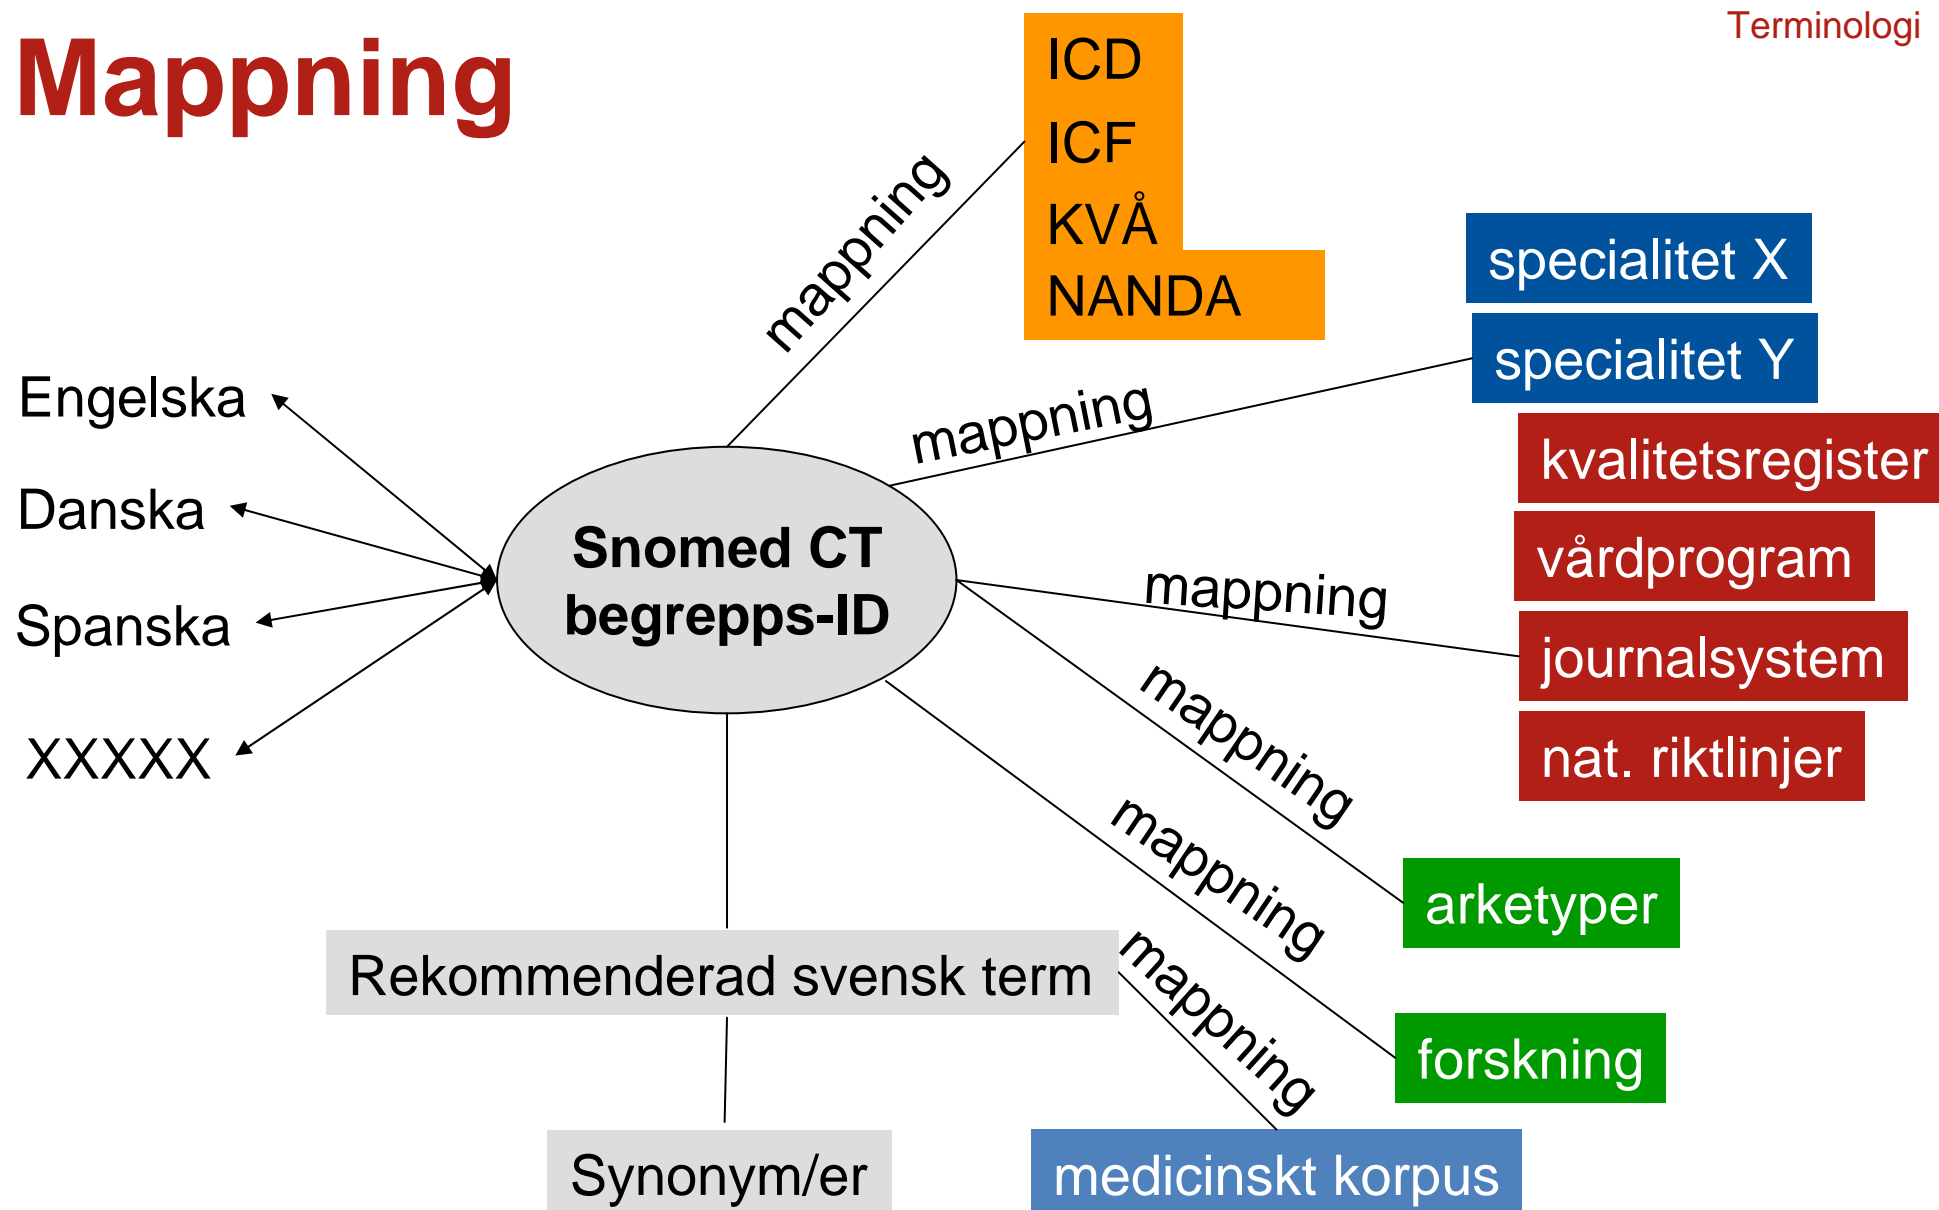 Terminologi
Mappning
ICD
ICF
KVÅ
NANDA
mappning
specialitet X
specialitet Y
mappning
kvalitetsregister
vårdprogram
journalsystem
nat. riktlinjer
mappning
Engelska
Danska
Spanska
XXXXX
Snomed CT
begrepps-ID
mappning
arketyper
mappning
forskning
Rekommenderad svensk term
mappning
Synonym/er
medicinskt korpus